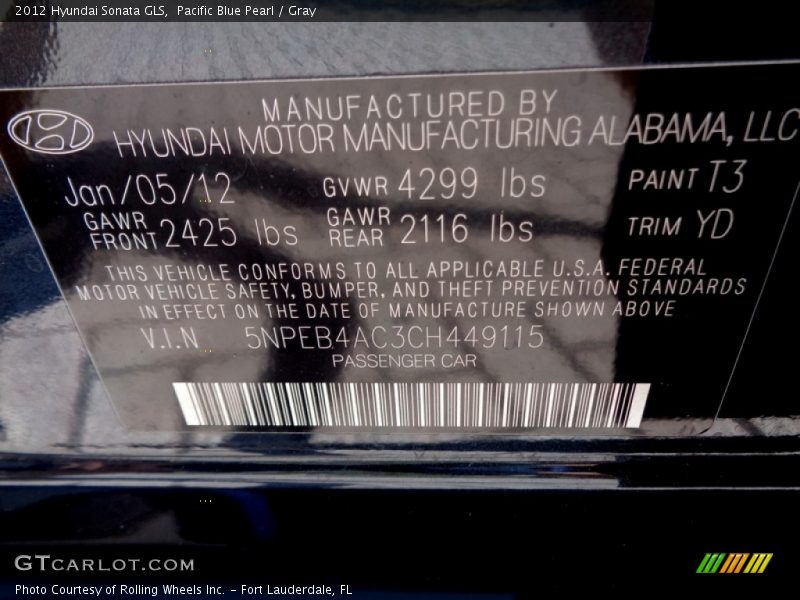 2012 Hyundai Sonata GLS, Pacific Blue Pearl / Gray
MANUFACTURED BY
HYUNDAI MOTOR MANUFACTURING ALABAMA, LLC
Jan/05/12 GVWR 4299 lbs PAINT T3
GAWR FRONT 2425 lbs GAWR REAR 2116 lbs TRIM YD
THIS VEHICLE CONFORMS TO ALL APPLICABLE U.S.A. FEDERAL
MOTOR VEHICLE SAFETY, BUMPER, AND THEFT PREVENTION STANDARDS
IN EFFECT ON THE DATE OF MANUFACTURE SHOWN ABOVE
V.I.N 5NPEB4AC3CH449115
PASSENGER CAR
GTCARLOT.COM
Photo Courtesy of Rolling Wheels Inc. - Fort Lauderdale, FL